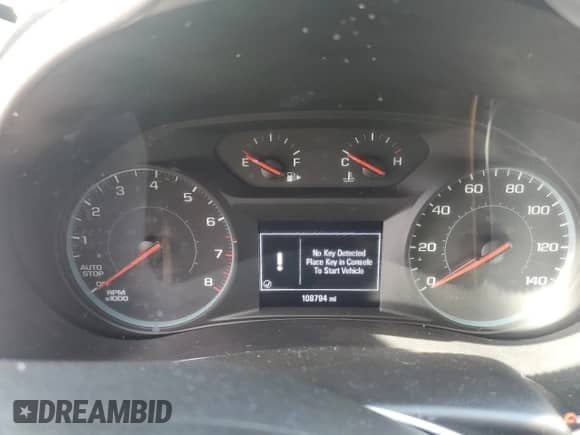 E F C H
1 2 3 4 5 6 7 8
AUTO
STOP
0
RPM
x1000
No Key Detected
Place Key in Console
To Start Vehicle
108794 mi
0 20 40 60 80 100 120 140
DREAMBID